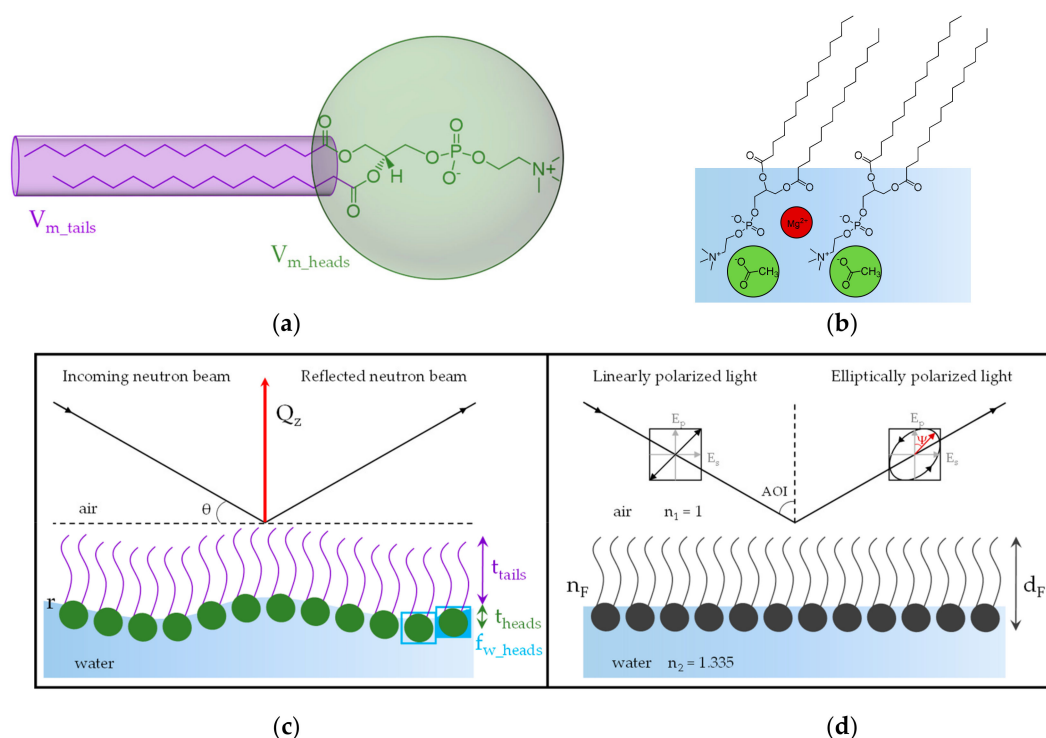 O
O
O
H
O
O
P
O
O⁻
O
N⁺
V_m_tails
V_m_heads
(a)
O
O
O
O
O⁻
P
O
O
O
N⁺
Mg²⁺
O⁻
O
CH₃
O
O
O
O
O⁻
P
O
O
O
N⁺
O⁻
O
CH₃
(b)
Incoming neutron beam
Reflected neutron beam
Q_z
θ
air
t_tails
r
t_heads
f_w_heads
water
(c)
Linearly polarized light
Elliptically polarized light
E_p
E_s
E_p
Ψ
E_s
AOI
air n₁ = 1
n_F
d_F
water n₂ = 1.335
(d)